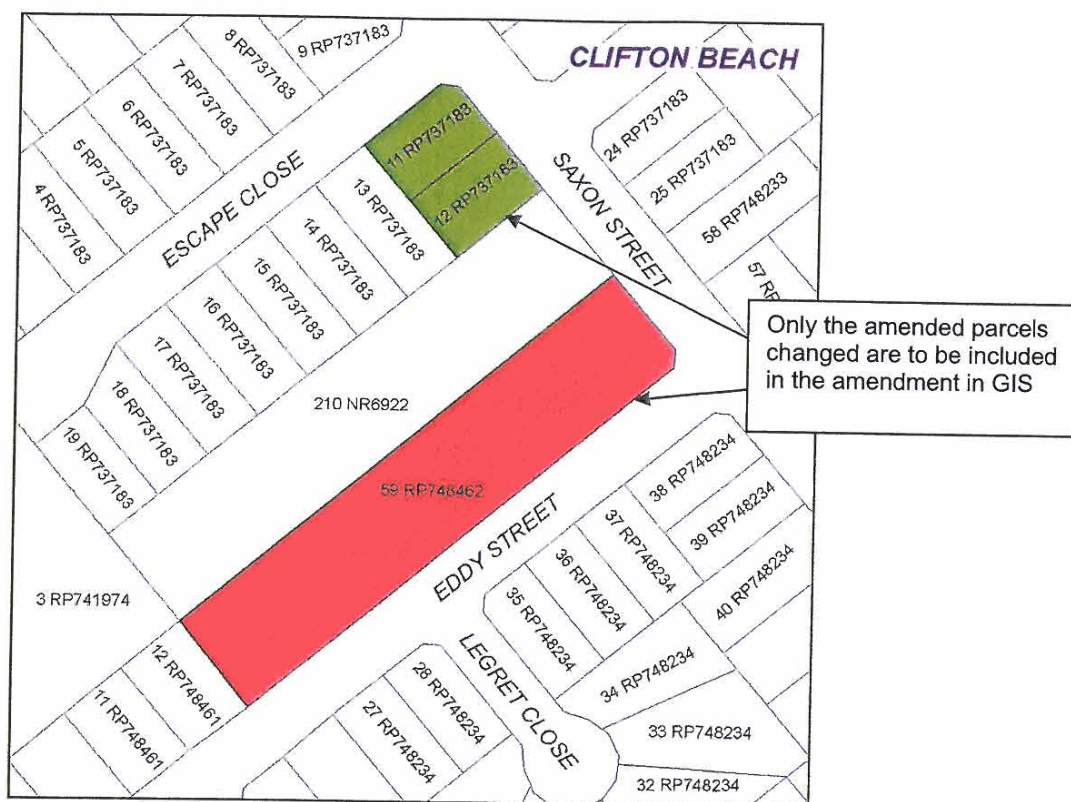 CLIFTON BEACH
9 RP737183
8 RP737183
7 RP737183
6 RP737183
5 RP737183
4 RP737183
ESCAPE CLOSE
11 RP737183
12 RP737183
13 RP737183
14 RP737183
15 RP737183
16 RP737183
17 RP737183
18 RP737183
19 RP737183
SAXON STREET
24 RP737183
25 RP737183
58 RP748233
57 RP
Only the amended parcels
changed are to be included
in the amendment in GIS
210 NR6922
59 RP748462
EDDY STREET
3 RP741974
12 RP748461
11 RP748461
38 RP748234
39 RP748234
40 RP748234
37 RP748234
36 RP748234
35 RP748234
34 RP748234
33 RP748234
32 RP748234
LEGRET CLOSE
28 RP748234
27 RP748234